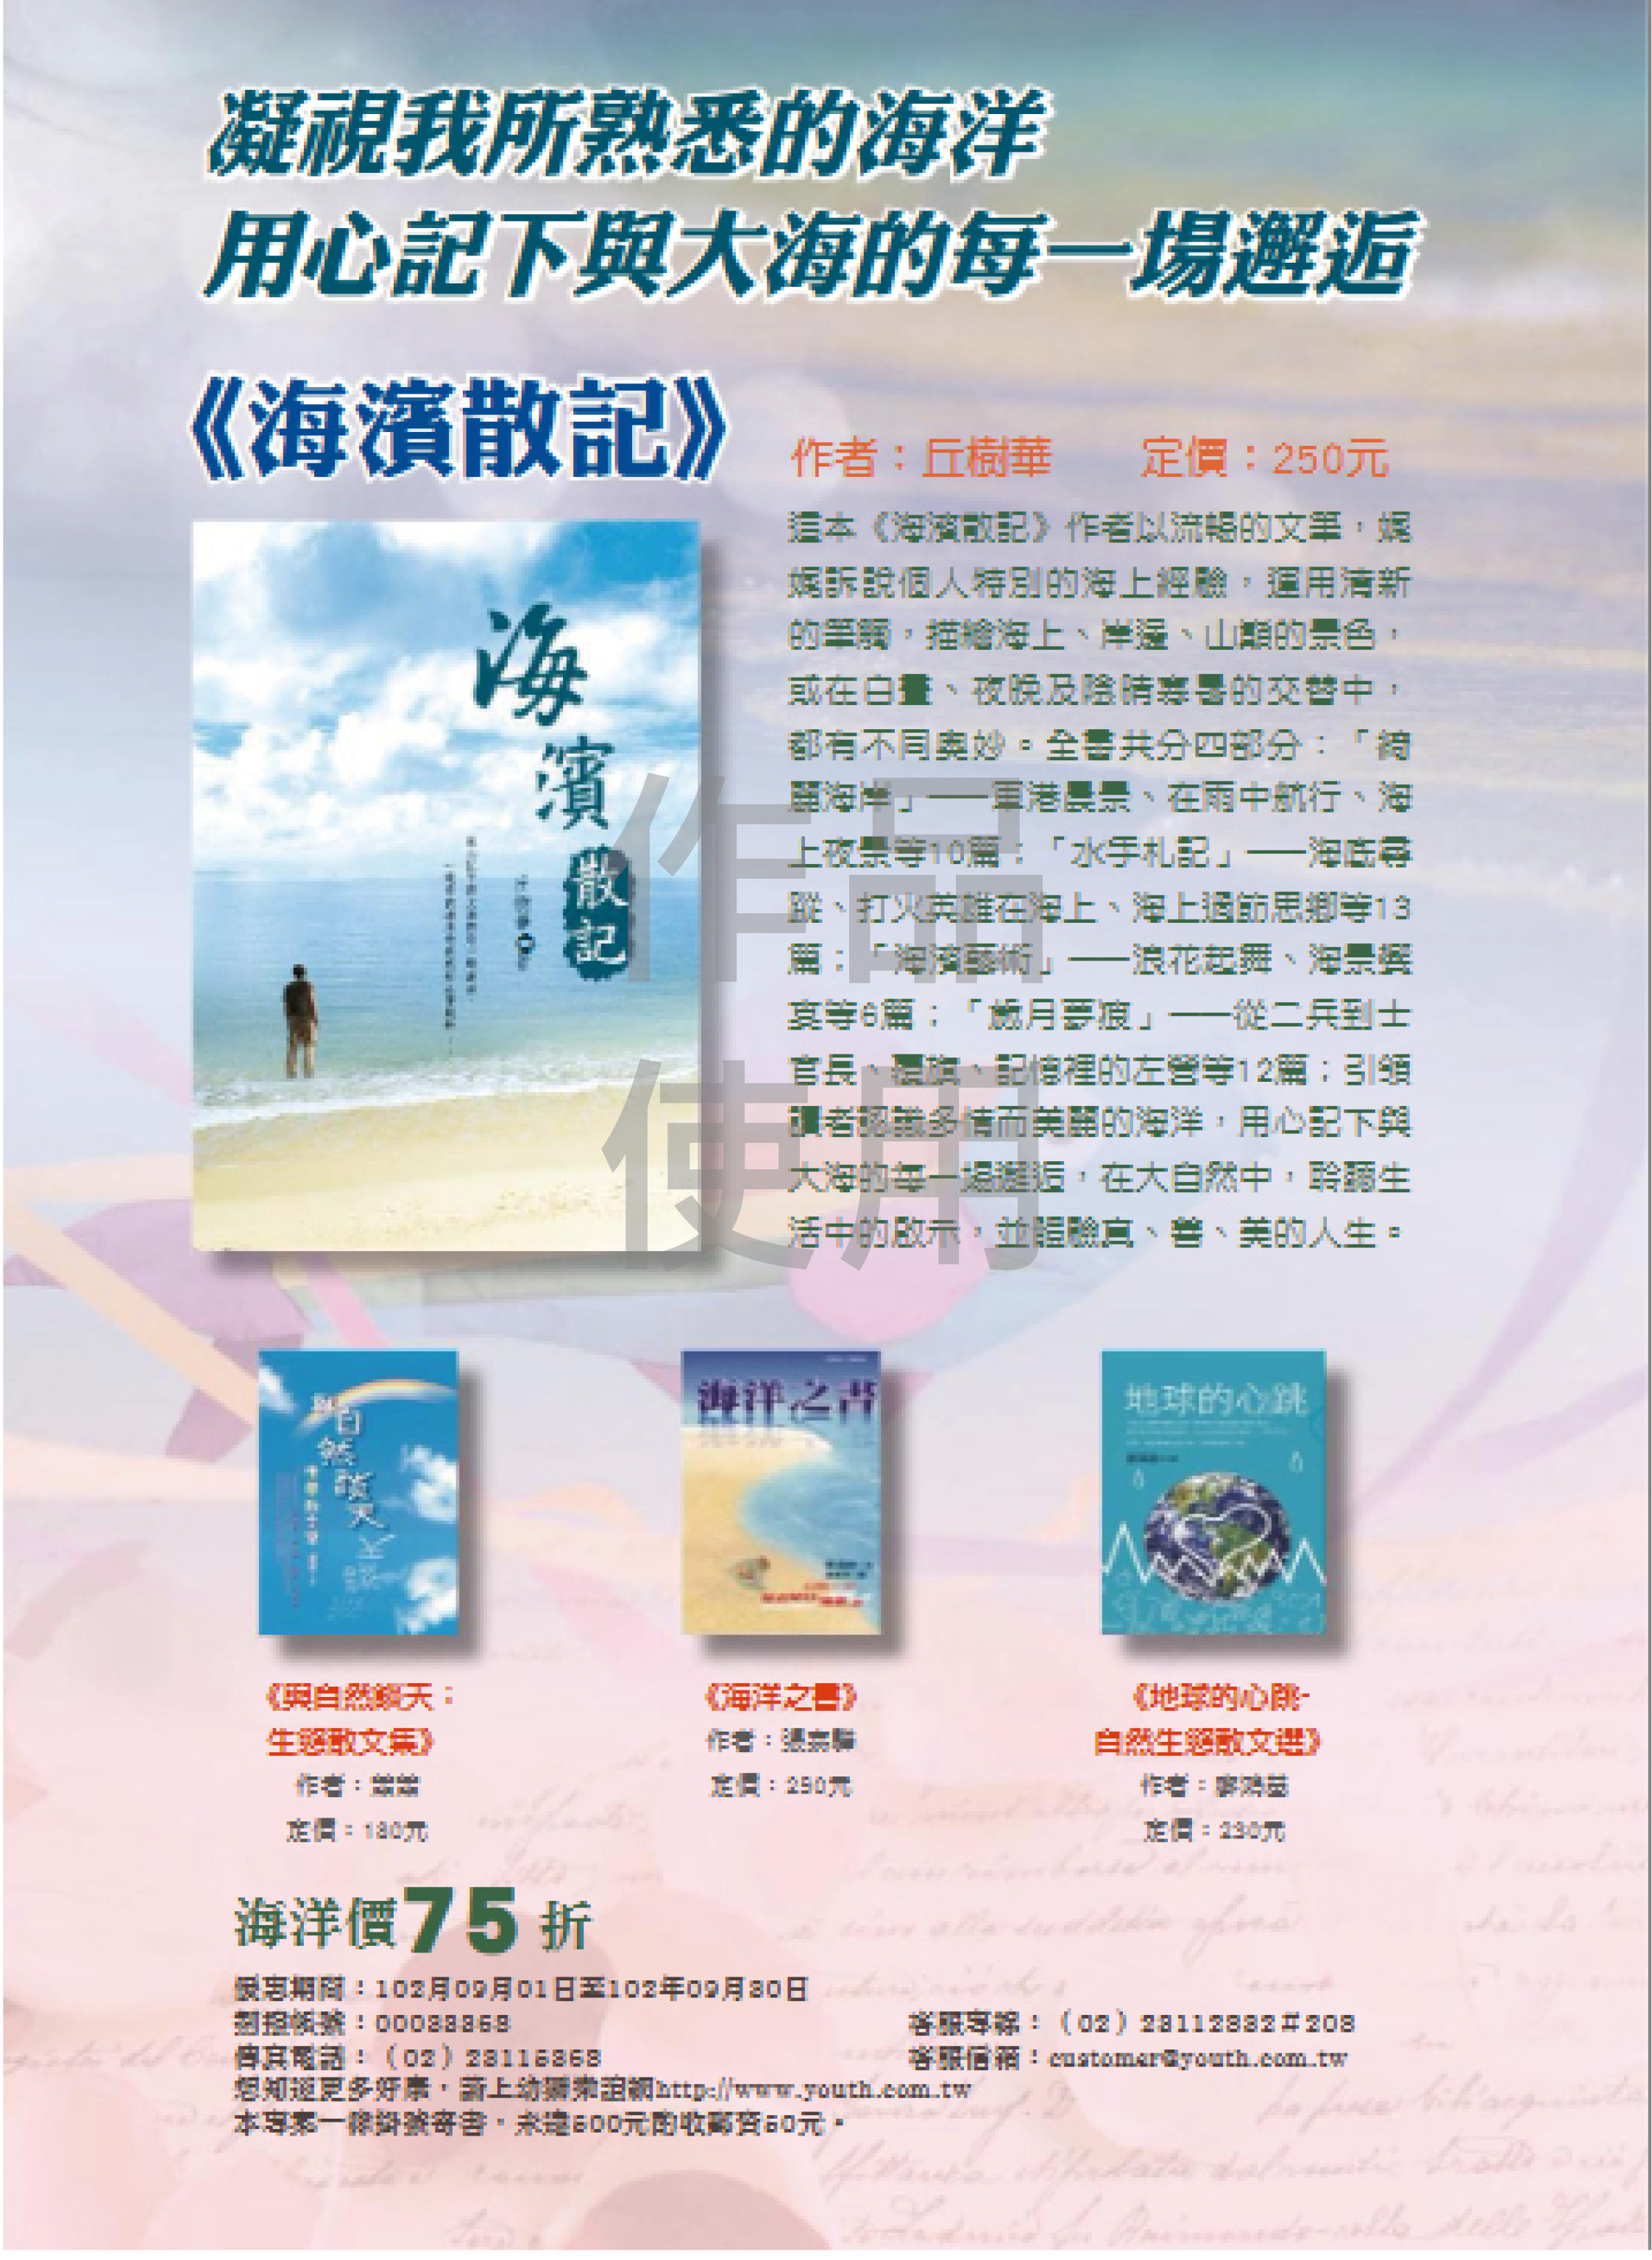 凝視我所熟悉的海洋
用心記下與大海的每一場邂逅
《海濱散記》
作者：丘樹華 定價：250元
海
濱
散
記
這本《海濱散記》作者以流暢的文筆，娓
娓訴說個人特別的海上經驗，運用清新
的筆觸，描繪海上、岸邊、山巔的景色，
或在白晝、夜晚及陰晴寒暑的交替中，
都有不同奧妙。全書共分四部分：「綺
麗海岸」——軍港晨景、在雨中航行、海
上夜景等10篇；「水手札記」——海底尋
蹤、打火英雄在海上、海上過節思鄉等13
篇；「海濱藝術」——浪花起舞、海景饗
宴等6篇；「歲月夢痕」——從二兵到士
官長、護旗、記憶裡的左營等12篇；引領
讀者認識多情而美麗的海洋，用心記下與
大海的每一場邂逅，在大自然中，聆聽生
活中的啟示，並體驗真、善、美的人生。
作品
使用
與自然談天
海洋之書
地球的心跳
《與自然談天：
生態散文集》
作者：
定價：180元
《海洋之書》
作者：張宗
定價：250元
《地球的心跳-
自然生態散文選》
作者：廖鴻基
定價：230元
海洋價75折
優惠期間：102月09月01日至102年09月30日
劃撥帳號：
傳真電話：（02）
客服專線：（02）
客服信箱：customer@youth.com.tw
想知道更多好康，請上幼獅樂誼網http://www.youth.com.tw
本專案一律掛號寄書，未達